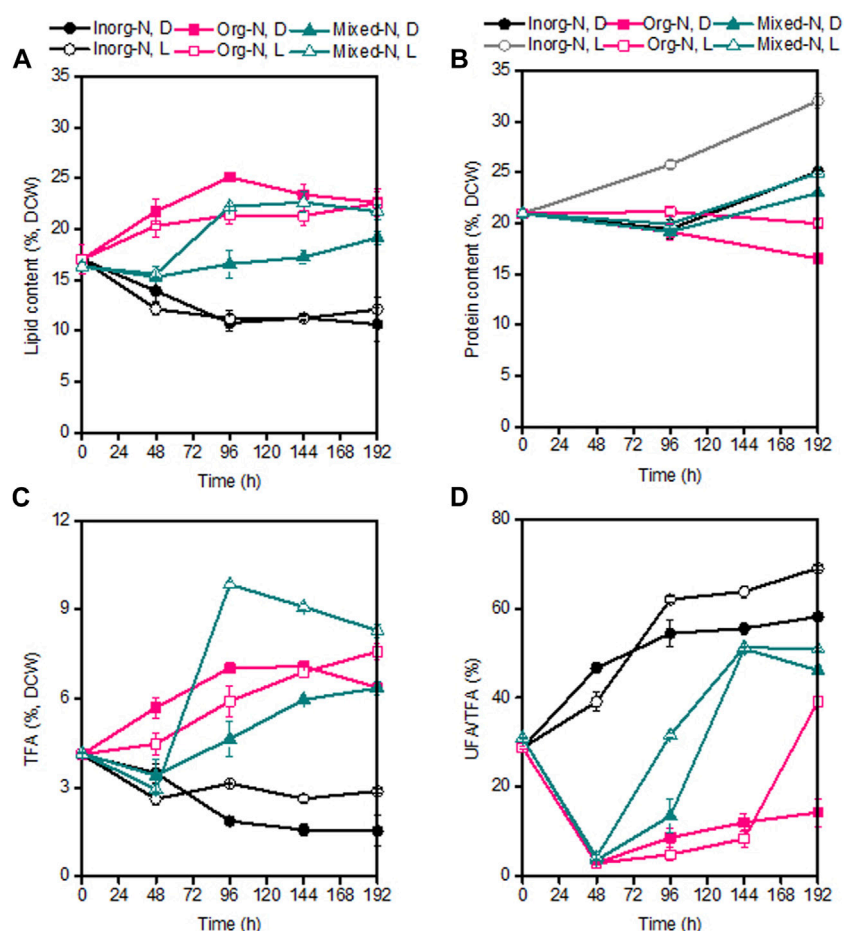 Inorg-N, D Org-N, D Mixed-N, D
Inorg-N, L Org-N, L Mixed-N, L
A
35
30
25
20
15
10
5
0
Lipid content (%, DCW)
0 24 48 72 96 120 144 168 192
Time (h)
Inorg-N, D Org-N, D Mixed-N, D
Inorg-N, L Org-N, L Mixed-N, L
B
35
30
25
20
15
10
5
0
Protein content (%, DCW)
0 24 48 72 96 120 144 168 192
Time (h)
C
12
9
6
3
0
TFA (%, DCW)
0 24 48 72 96 120 144 168 192
Time (h)
D
80
60
40
20
0
UFA/TFA (%)
0 24 48 72 96 120 144 168 192
Time (h)